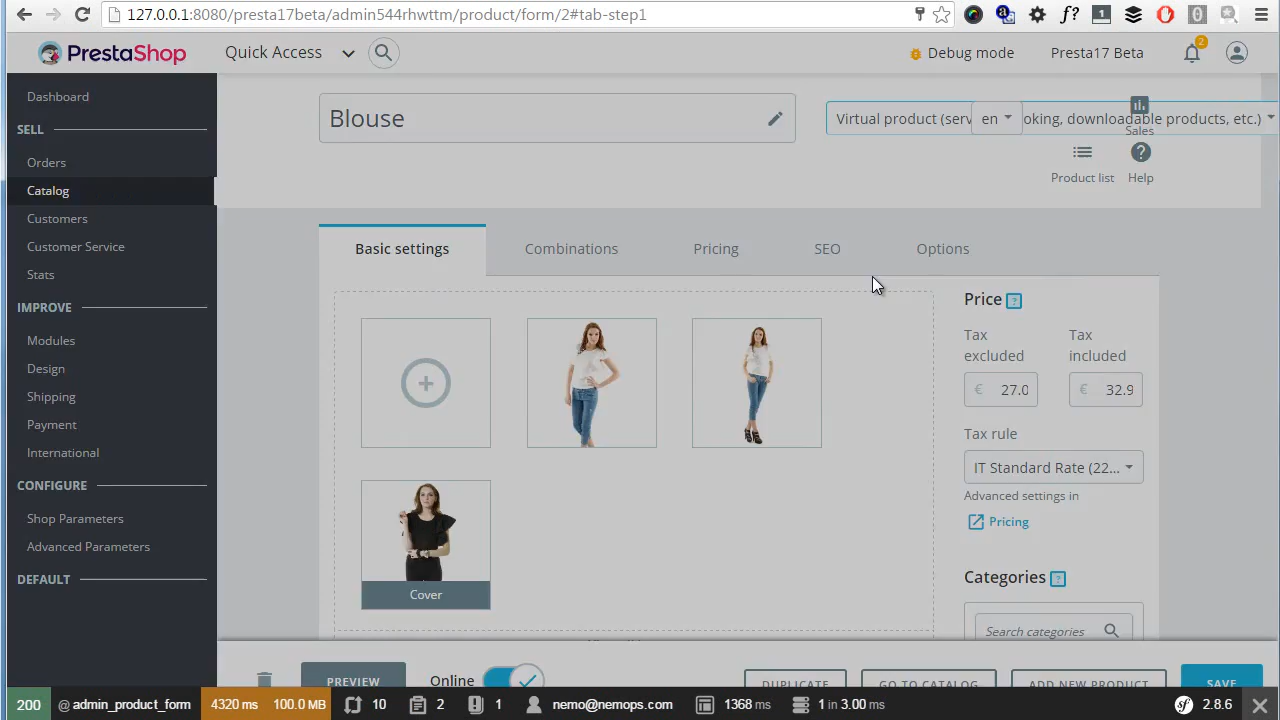 127.0.0.1:8080/presta17beta/admin544rhwttm/product/form/2#tab-step1
PrestaShop
Quick Access
Debug mode
Presta17 Beta
2
Dashboard
SELL
Orders
Catalog
Customers
Customer Service
Stats
IMPROVE
Modules
Design
Shipping
Payment
International
CONFIGURE
Shop Parameters
Advanced Parameters
DEFAULT
Blouse
Virtual product (serv
en
oking, downloadable products, etc.)
Sales
Product list
Help
Basic settings
Combinations
Pricing
SEO
Options
Cover
Price ?
Tax excluded
Tax included
€ 27.0
€ 32.9
Tax rule
IT Standard Rate (22...
Advanced settings in
Pricing
Categories ?
Search categories
PREVIEW
Online
DUPLICATE
GO TO CATALOG
ADD NEW PRODUCT
SAVE
200 @ admin_product_form 4320 ms 100.0 MB 10 2 1 nemo@nemops.com 1368 ms 1 in 3.00 ms 2.8.6